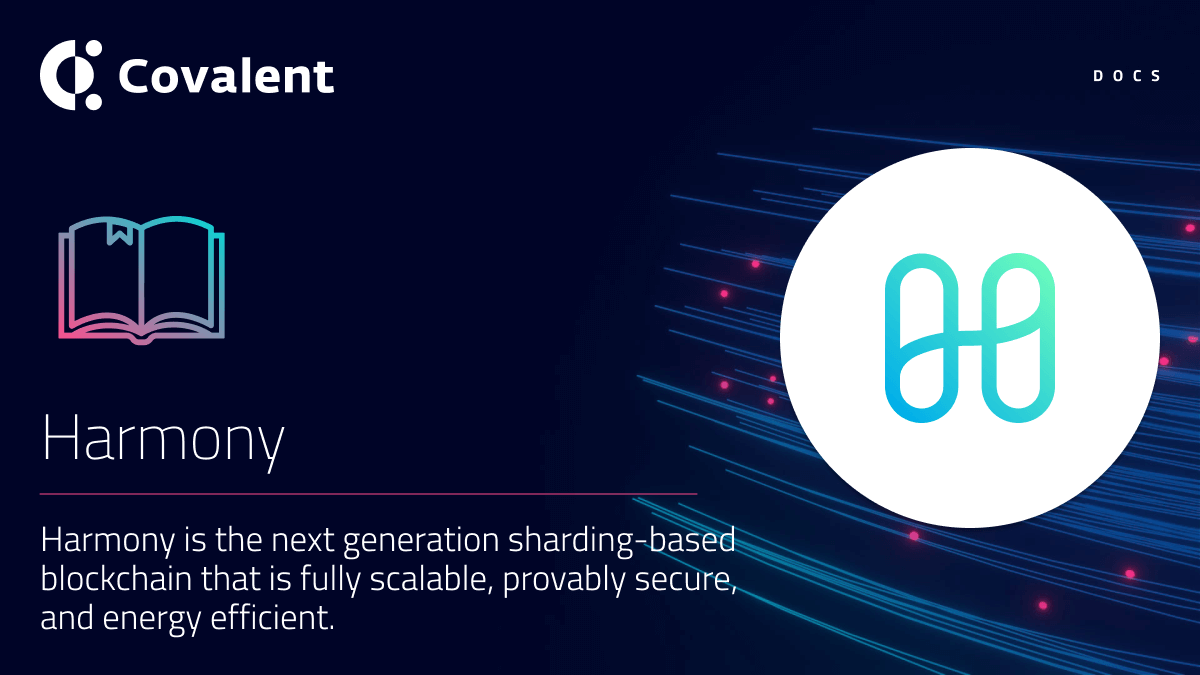 Covalent
DOCS
Harmony
Harmony is the next generation sharding-based
blockchain that is fully scalable, provably secure,
and energy efficient.